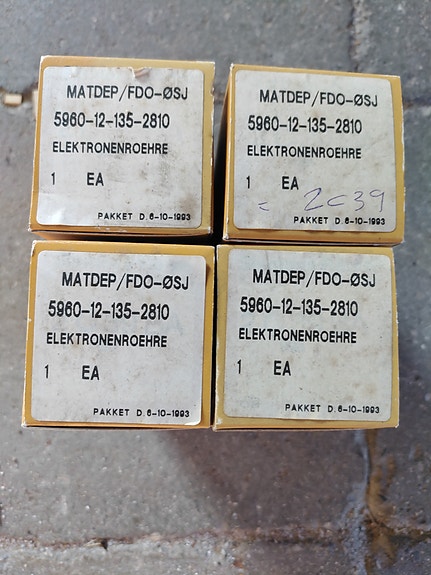 MATDEP/FDO-ØSJ
5960-12-135-2810
ELEKTRONENROEHRE
1 EA
PAKKET D. 6-10-1993
MATDEP/FDO-ØSJ
5960-12-135-2810
ELEKTRONENROEHRE
1 EA
2C39
PAKKET D. 6-10-1993
MATDEP/FDO-ØSJ
5960-12-135-2810
ELEKTRONENROEHRE
1 EA
PAKKET D. 6-10-1993
MATDEP/FDO-ØSJ
5960-12-135-2810
ELEKTRONENROEHRE
1 EA
PAKKET D. 6-10-1993